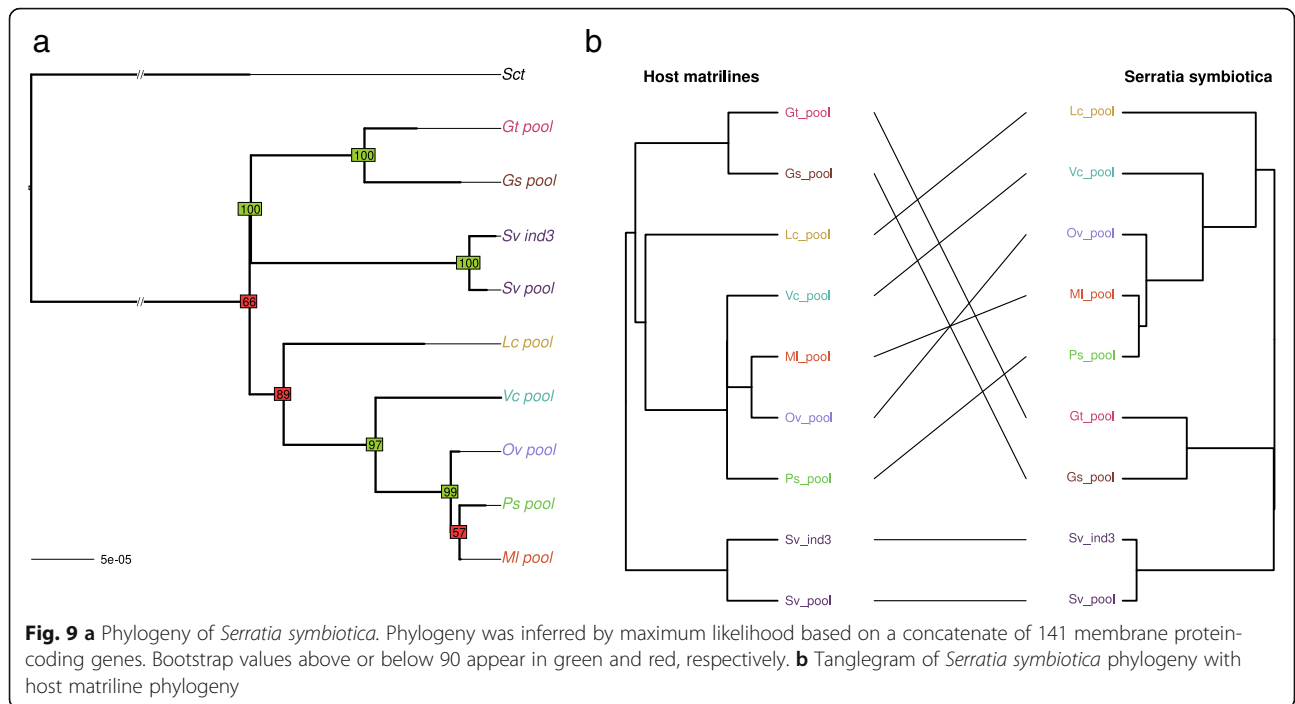 a
Sct
Gt pool
100
Gs pool
100
Sv ind3
100
Sv pool
66
Lc pool
89
Vc pool
97
Ov pool
99
Ps pool
57
Ml pool
5e-05
b
Host matrilines
Serratia symbiotica
Gt_pool
Gs_pool
Lc_pool
Vc_pool
Ml_pool
Ov_pool
Ps_pool
Sv_ind3
Sv_pool
Lc_pool
Vc_pool
Ov_pool
Ml_pool
Ps_pool
Gt_pool
Gs_pool
Sv_ind3
Sv_pool
Fig. 9 a Phylogeny of Serratia symbiotica. Phylogeny was inferred by maximum likelihood based on a concatenate of 141 membrane protein-
coding genes. Bootstrap values above or below 90 appear in green and red, respectively. b Tanglegram of Serratia symbiotica phylogeny with
host matriline phylogeny